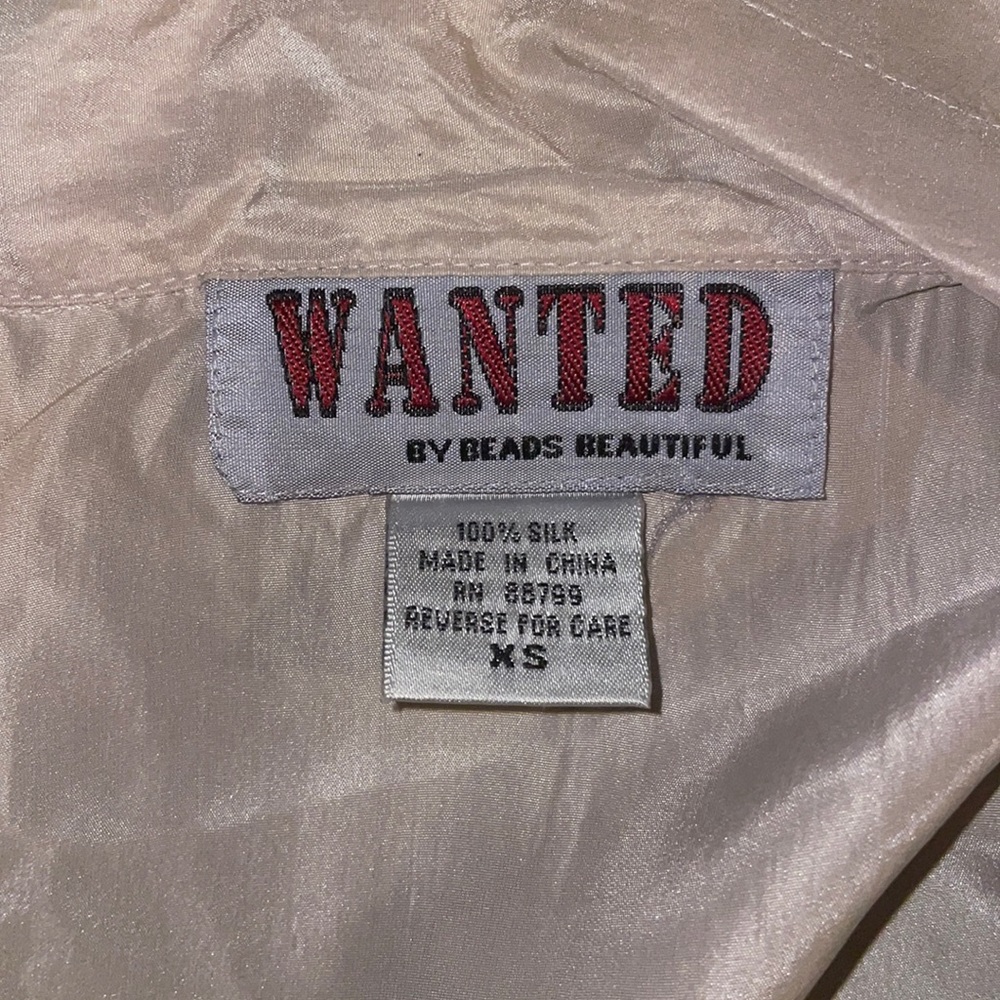 WANTED
BY BEADS BEAUTIFUL
100% SILK
MADE IN CHINA
RN 88799
REVERSE FOR CARE
XS